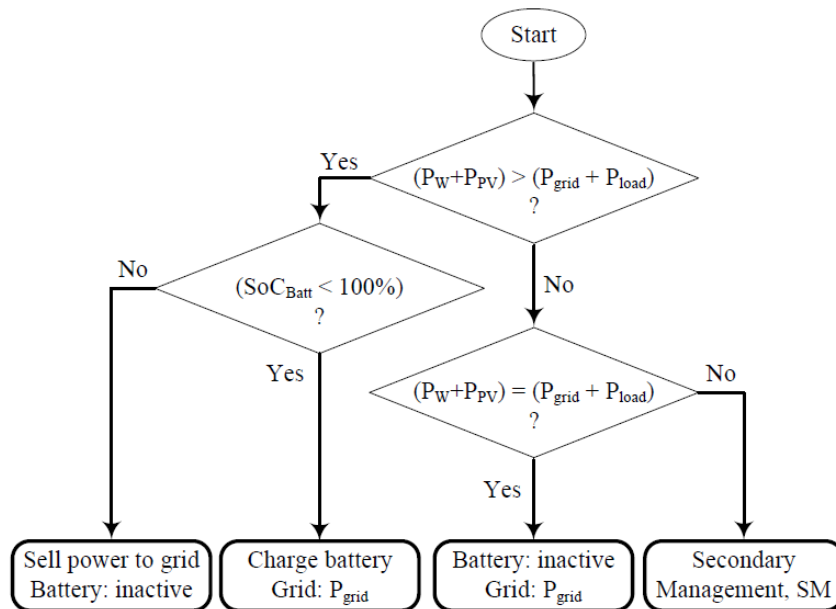 Start
Yes
(P_W+P_PV) > (P_grid + P_load)
?
No
(SoC_Batt < 100%)
?
No
Yes
(P_W+P_PV) = (P_grid + P_load)
?
No
Yes
Sell power to grid
Battery: inactive
Charge battery
Grid: P_grid
Battery: inactive
Grid: P_grid
Secondary
Management, SM